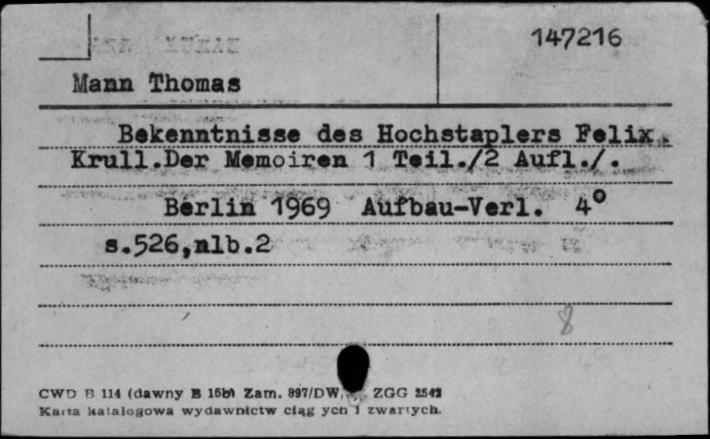 147216
Mann Thomas
Bekenntnisse des Hochstaplers Felix
Krull.Der Memoiren 1 Teil./2 Aufl./.
Berlin 1969 Aufbau-Verl. 4°
s.526,nlb.2
8
CWD B 114 (dawny B 15b) Zam. 897/DW. ZGG 2542
Karta katalogowa wydawnictw ciąg ych i zwartych.